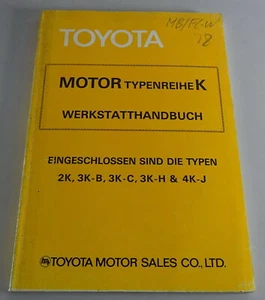 TOYOTA
MOTOR TYPENREIHE K
WERKSTATTHANDBUCH
EINGESCHLOSSEN SIND DIE TYPEN
2K, 3K-B, 3K-C, 3K-H & 4K-J
TOYOTA MOTOR SALES CO., LTD.